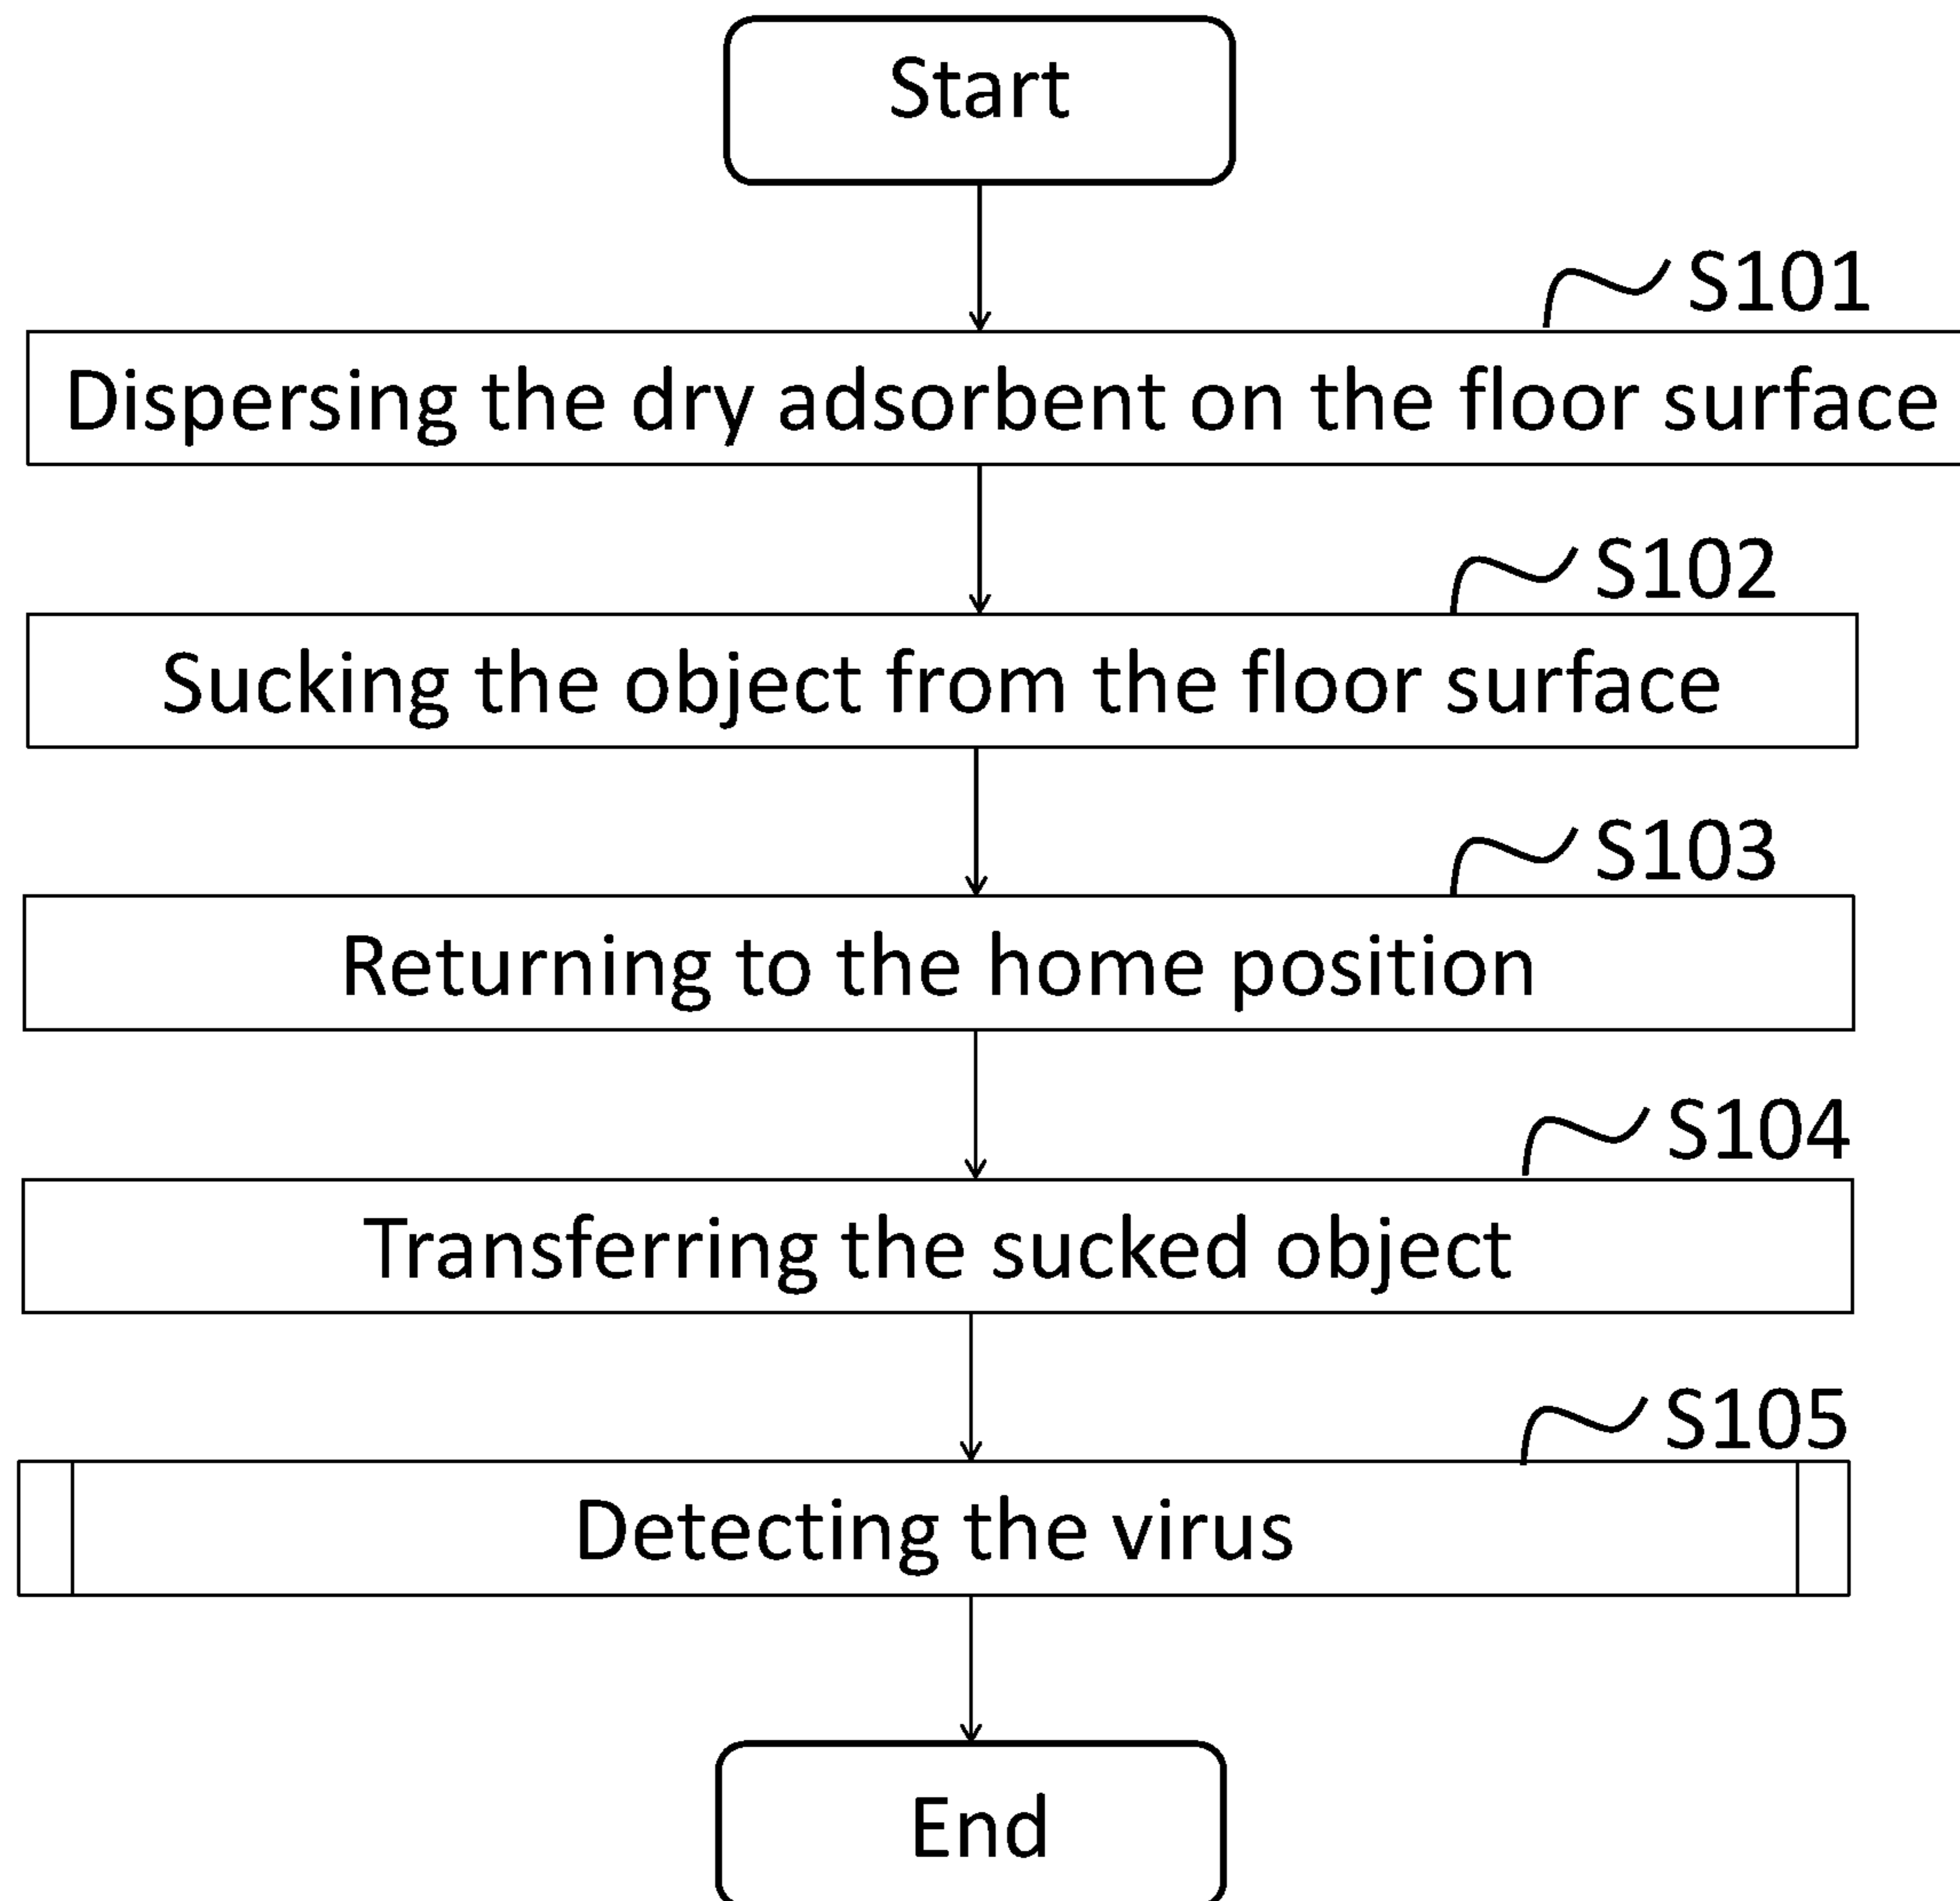 Start
S101
Dispersing the dry adsorbent on the floor surface
S102
Sucking the object from the floor surface
S103
Returning to the home position
S104
Transferring the sucked object
S105
Detecting the virus
End